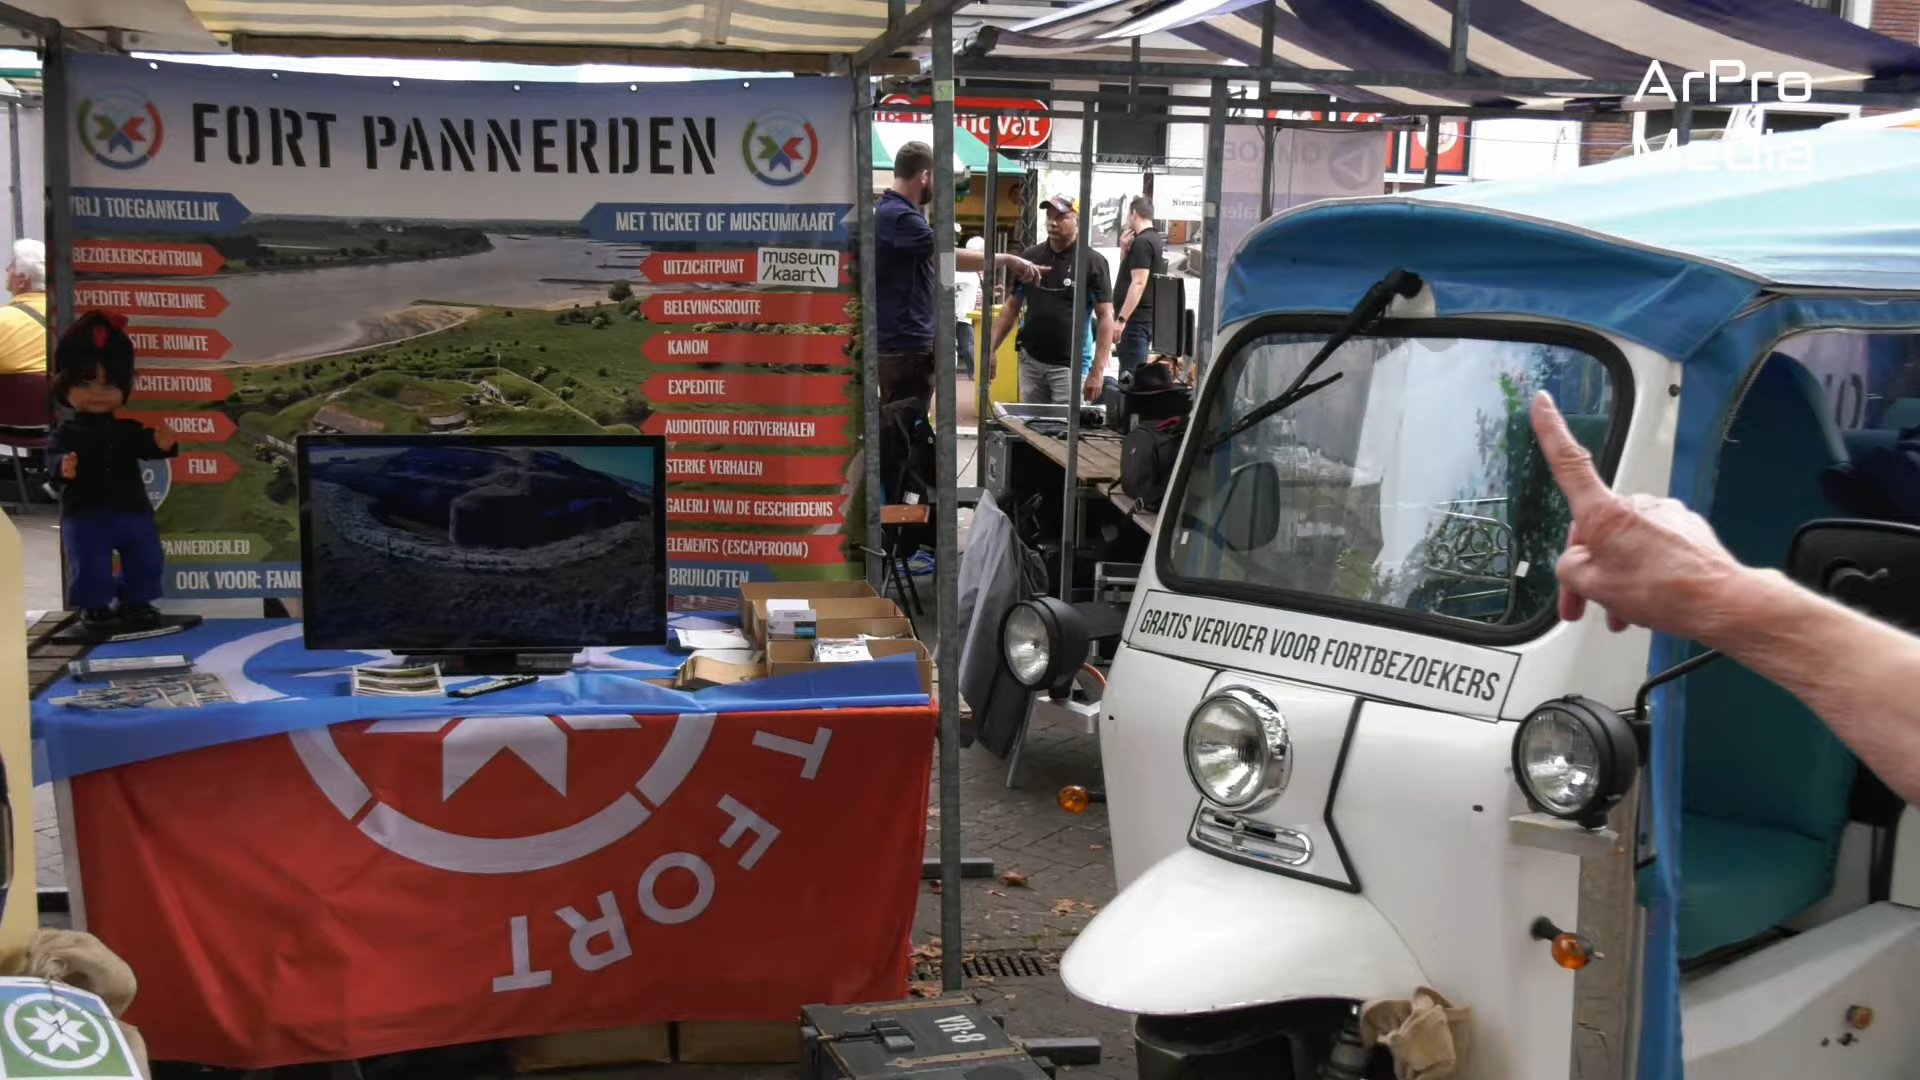 ArPro
Media
FORT PANNERDEN
VRIJ TOEGANKELIJK
MET TICKET OF MUSEUMKAART
BEZOEKERSCENTRUM
EXPEDITIE WATERLINIE
SITIE RUIMTE
ACHTENTOUR
HORECA
FILM
UITZICHTPUNT
museum
/kaart\
BELEVINGSROUTE
KANON
EXPEDITIE
AUDIOTOUR FORTVERHALEN
STERKE VERHALEN
GALERIJ VAN DE GESCHIEDENIS
ELEMENTS (ESCAPEROOM)
PANNERDEN.EU
OOK VOOR: FAMI
BRUILOFTEN
GRATIS VERVOER VOOR FORTBEZOEKERS
T FORT
VR-8